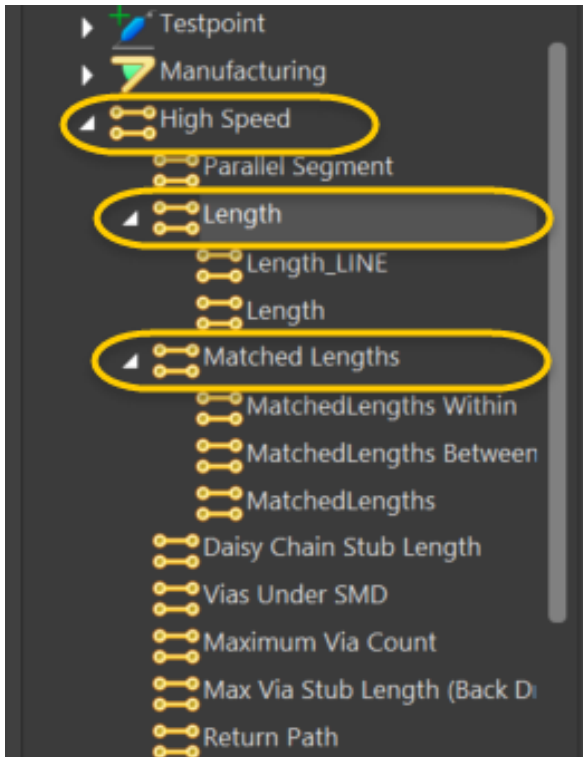 Testpoint
Manufacturing
High Speed
Parallel Segment
Length
Length_LINE
Length
Matched Lengths
MatchedLengths Within
MatchedLengths Between
MatchedLengths
Daisy Chain Stub Length
Vias Under SMD
Maximum Via Count
Max Via Stub Length (Back D
Return Path